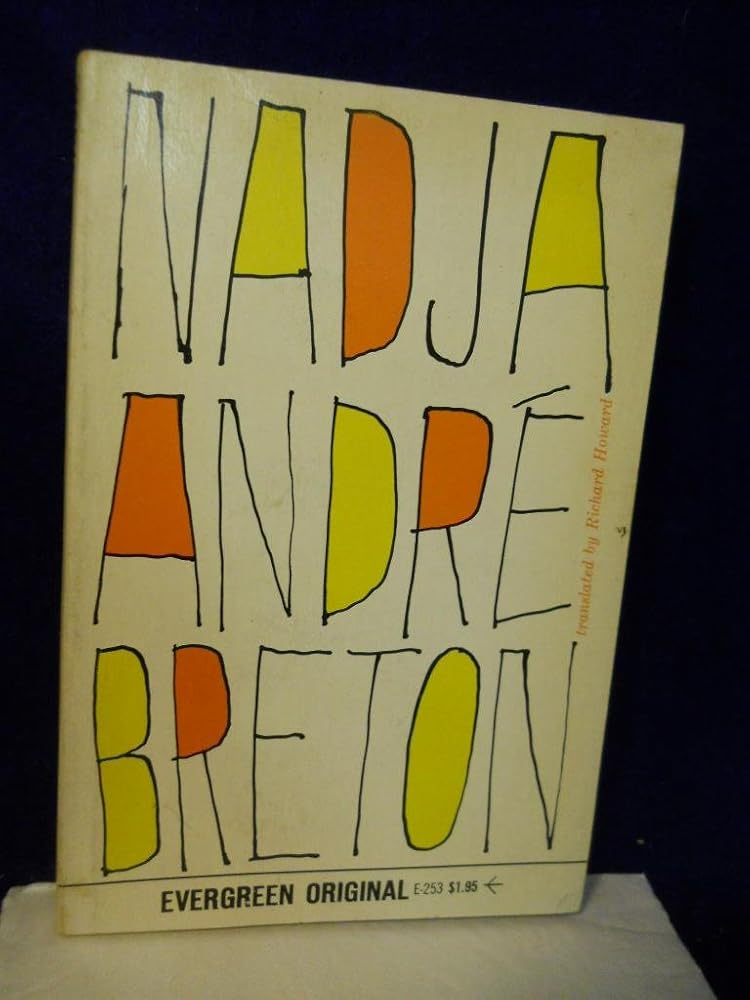 NADJA
ANDRÉ
translated by Richard Howard
BRETON
EVERGREEN ORIGINAL E-253 $1.95